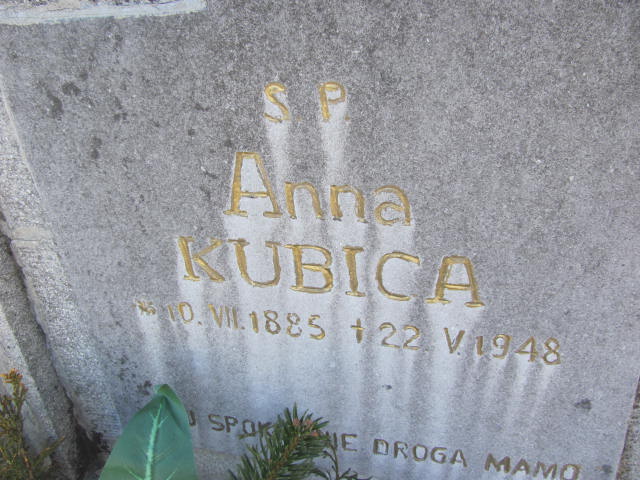 S P.
Anna
KUBICA
* 10. VII. 1885 + 22. V. 1948
DROGA MAMO